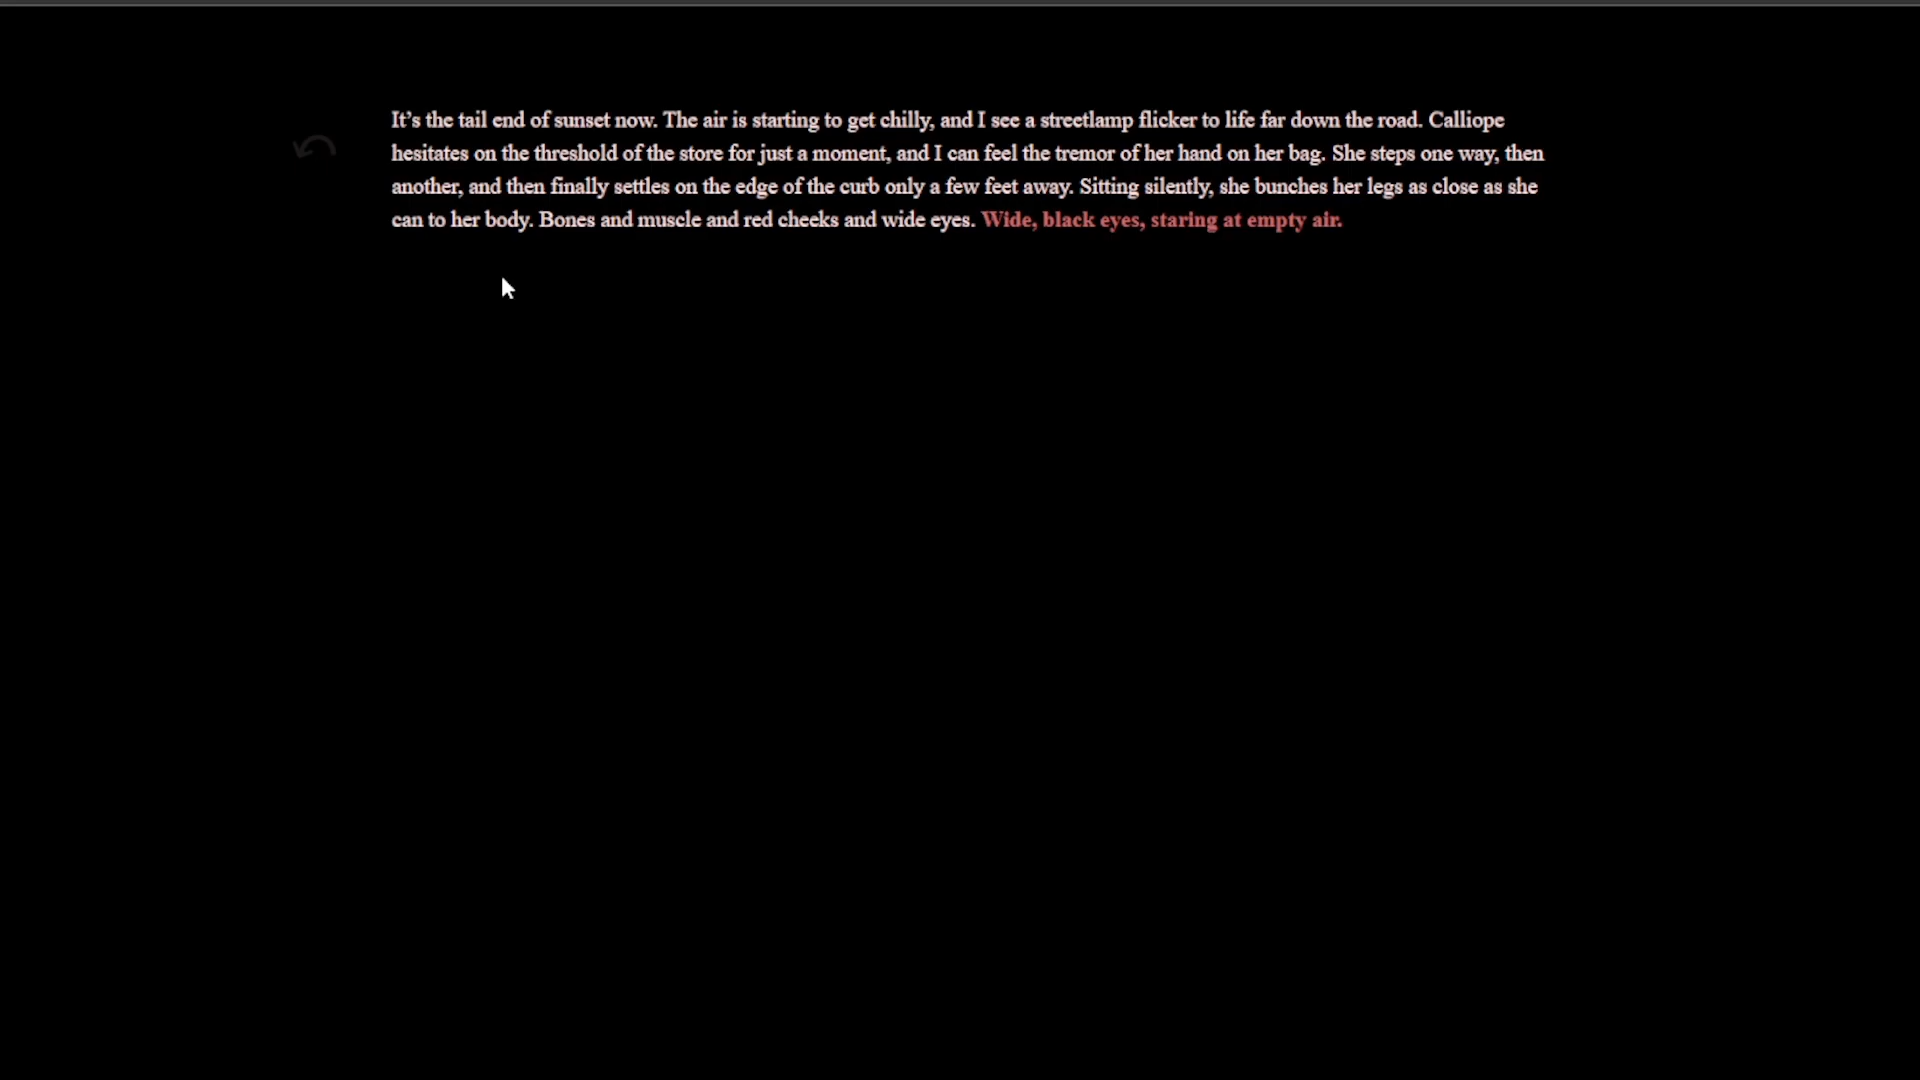 It’s the tail end of sunset now. The air is starting to get chilly, and I see a streetlamp flicker to life far down the road. Calliope
hesitates on the threshold of the store for just a moment, and I can feel the tremor of her hand on her bag. She steps one way, then
another, and then finally settles on the edge of the curb only a few feet away. Sitting silently, she bunches her legs as close as she
can to her body. Bones and muscle and red cheeks and wide eyes. Wide, black eyes, staring at empty air.